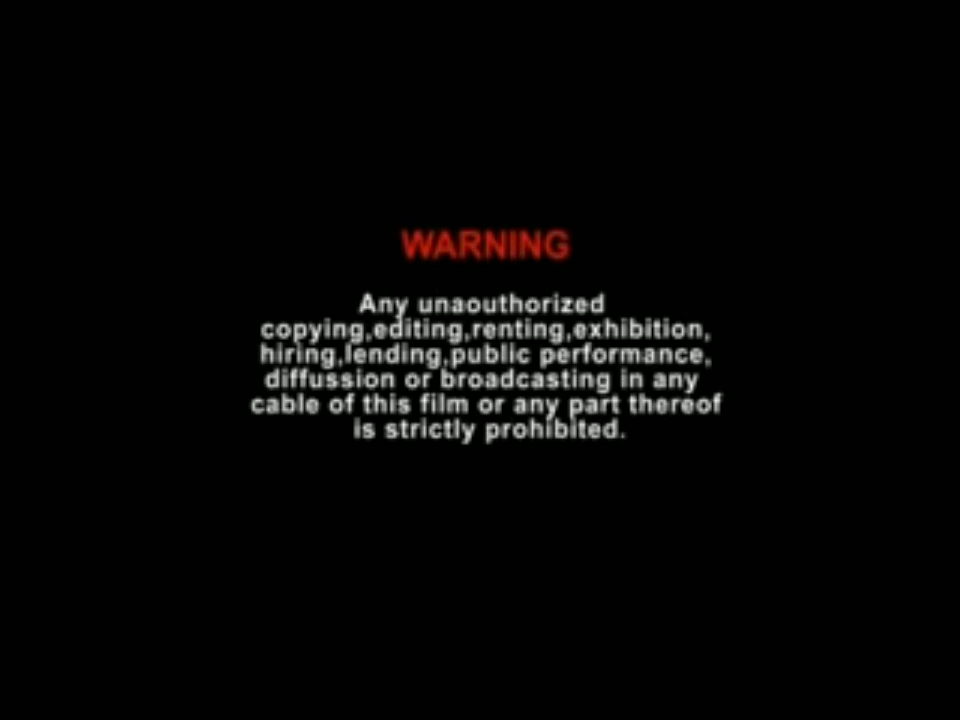 WARNING
Any unaouthorized
copying,editing,renting,exhibition,
hiring,lending,public performance,
diffussion or broadcasting in any
cable of this film or any part thereof
is strictly prohibited.